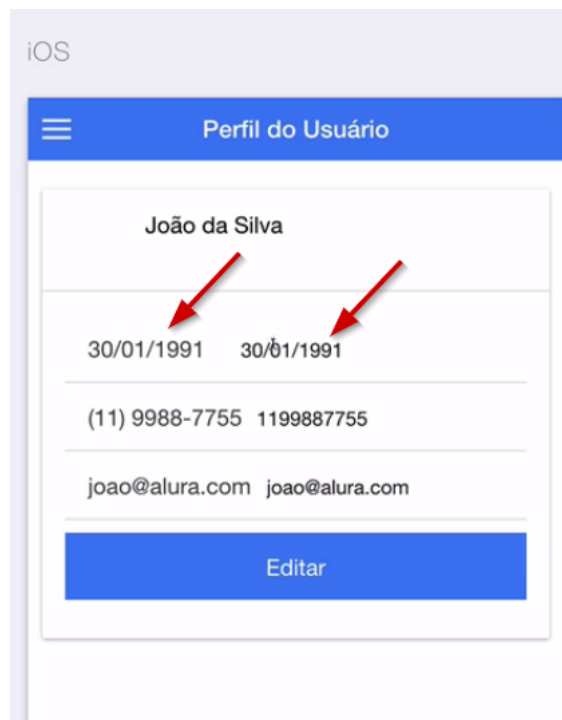 iOS
Perfil do Usuário
João da Silva
30/01/1991 30/01/1991
(11) 9988-7755 1199887755
joao@alura.com joao@alura.com
Editar